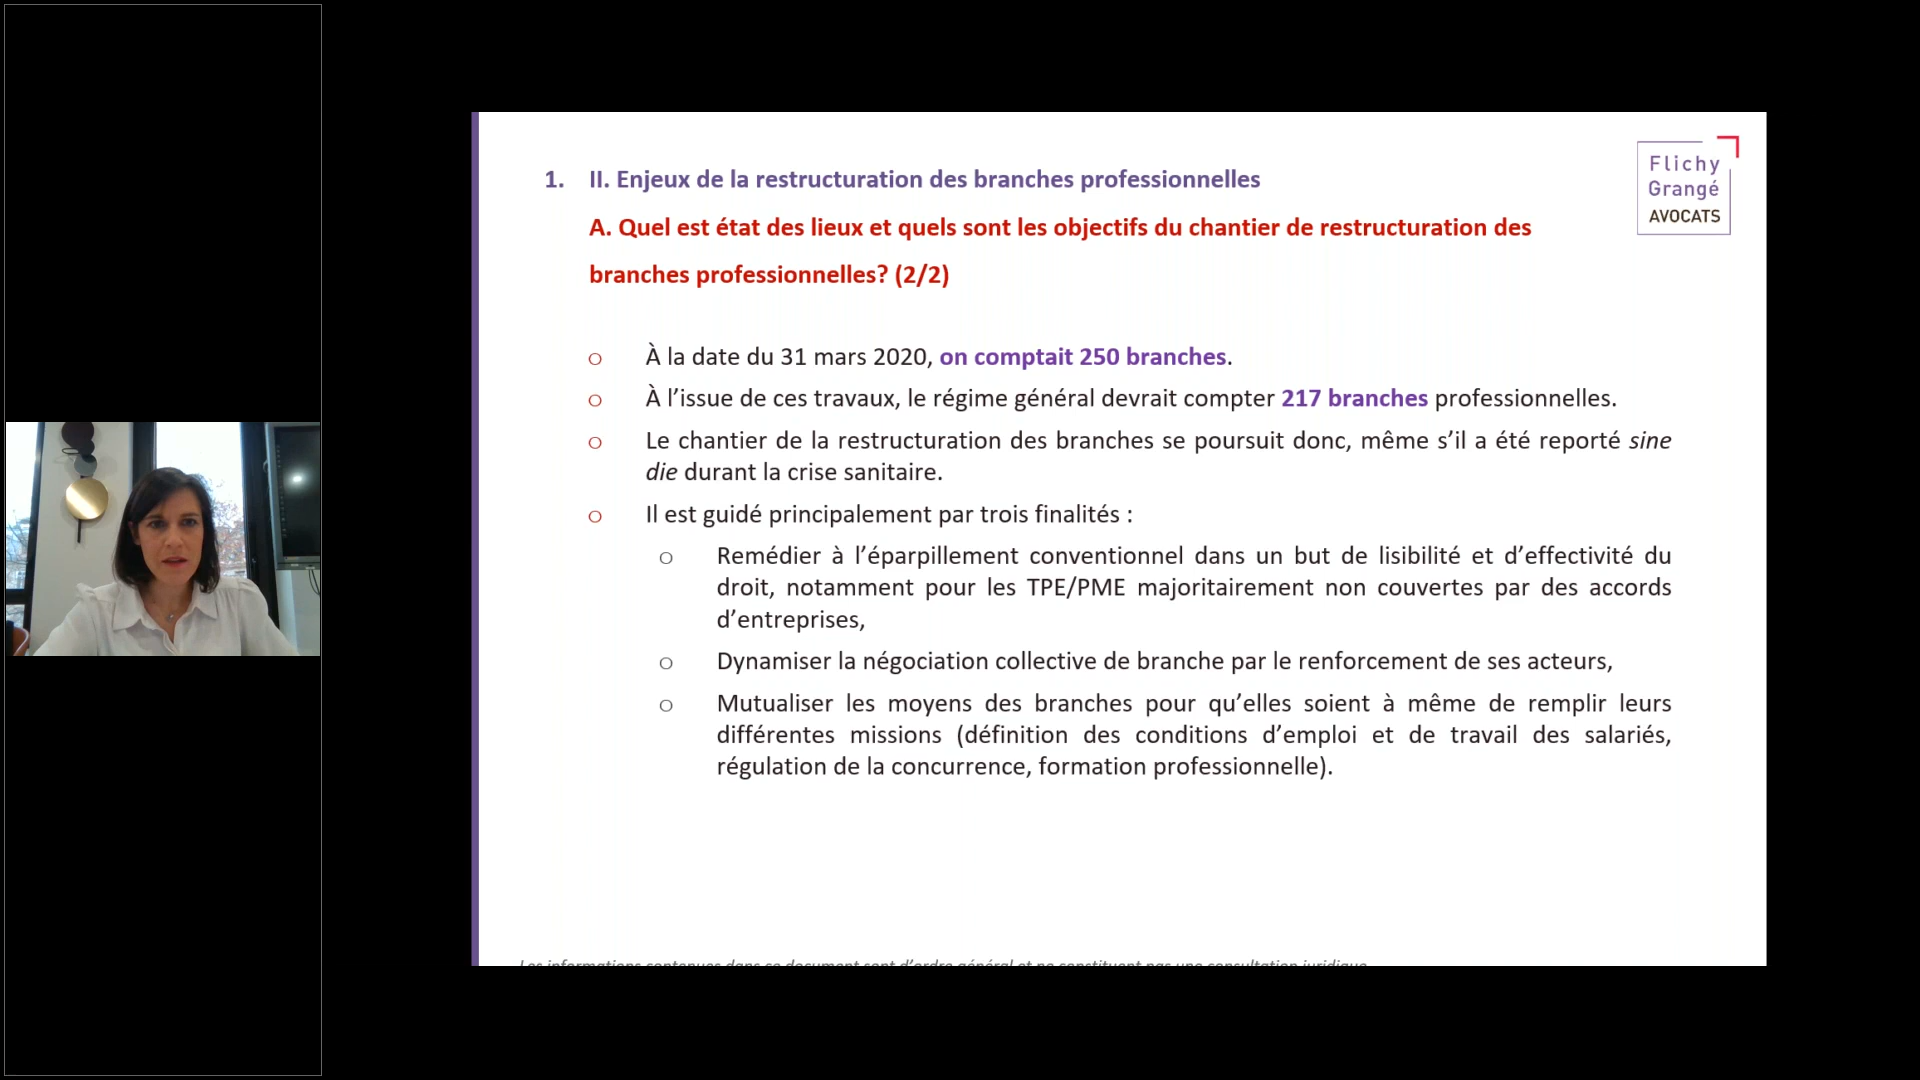 1. II. Enjeux de la restructuration des branches professionnelles
A. Quel est état des lieux et quels sont les objectifs du chantier de restructuration des
branches professionnelles? (2/2)
Flichy
Grangé
AVOCATS
o À la date du 31 mars 2020, on comptait 250 branches.
o À l’issue de ces travaux, le régime général devrait compter 217 branches professionnelles.
o Le chantier de la restructuration des branches se poursuit donc, même s’il a été reporté sine
die durant la crise sanitaire.
o Il est guidé principalement par trois finalités :
o Remédier à l’éparpillement conventionnel dans un but de lisibilité et d’effectivité du
droit, notamment pour les TPE/PME majoritairement non couvertes par des accords
d’entreprises,
o Dynamiser la négociation collective de branche par le renforcement de ses acteurs,
o Mutualiser les moyens des branches pour qu’elles soient à même de remplir leurs
différentes missions (définition des conditions d’emploi et de travail des salariés,
régulation de la concurrence, formation professionnelle).
Les informations contenues dans ce document sont d’ordre général et ne constituent pas une consultation juridique